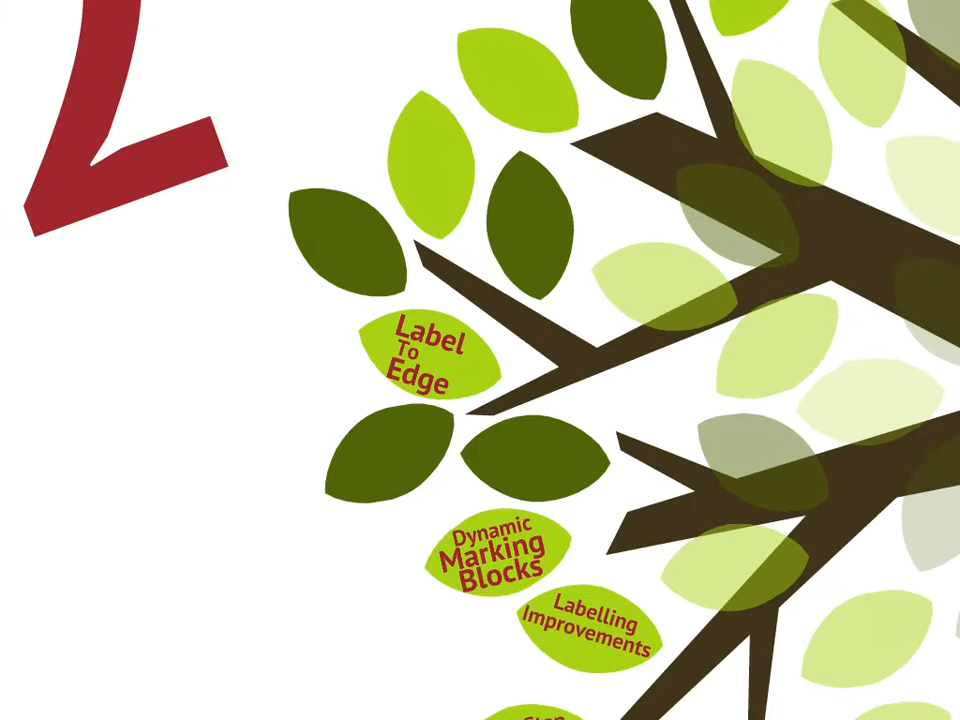 Label
To
Edge
Dynamic
Marking
Blocks
Labelling
Improvements